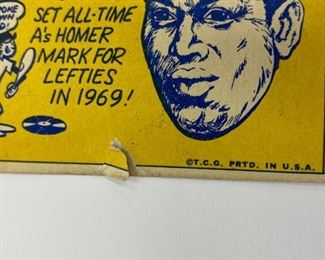 SET ALL-TIME
A's HOMER
MARK FOR
LEFTIES
IN 1969!
©T.C.G. PRTD. IN U.S.A.